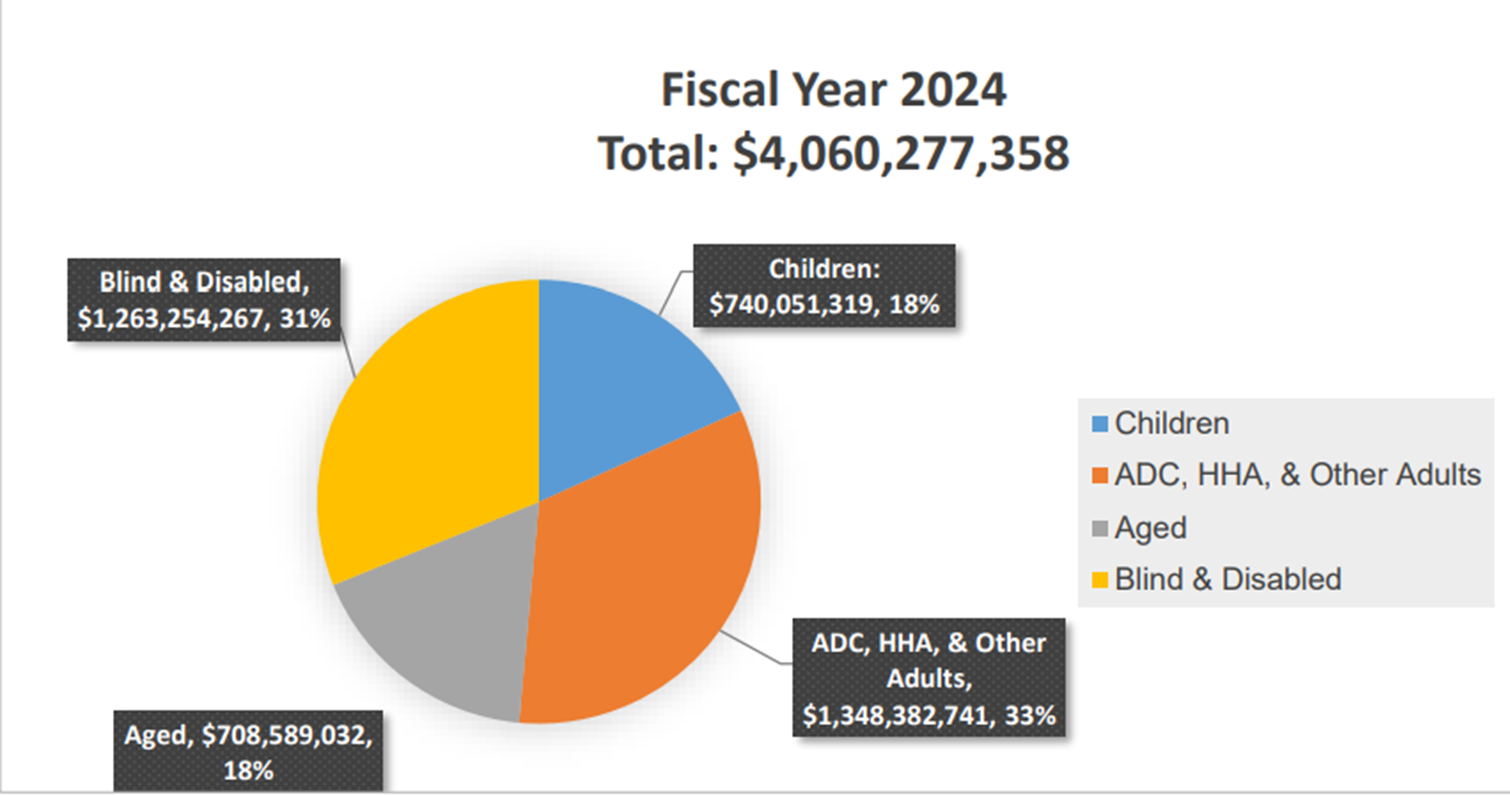 Fiscal Year 2024
Total: $4,060,277,358
Blind & Disabled,
$1,263,254,267, 31%
Children:
$740,051,319, 18%
Children
ADC, HHA, & Other Adults
Aged
Blind & Disabled
ADC, HHA, & Other
Adults,
$1,348,382,741, 33%
Aged, $708,589,032,
18%